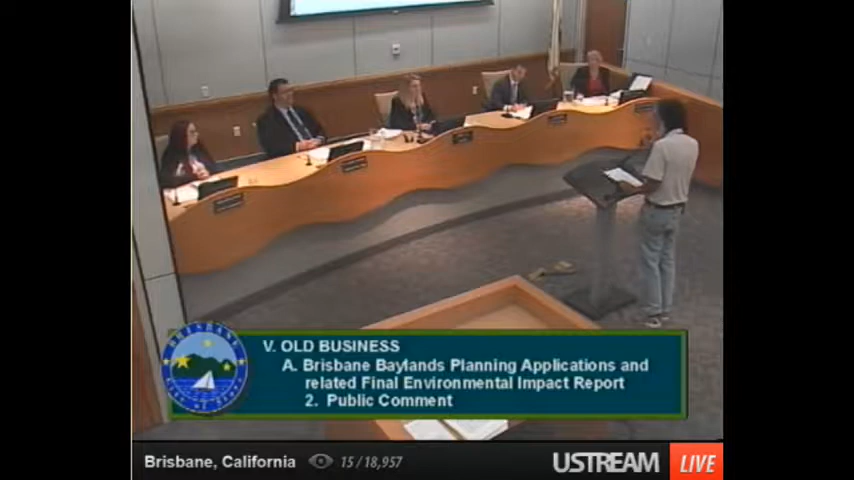 BRISBANE
V. OLD BUSINESS
A. Brisbane Baylands Planning Applications and
related Final Environmental Impact Report
2. Public Comment
Brisbane, California 15/18,957 USTREAM LIVE